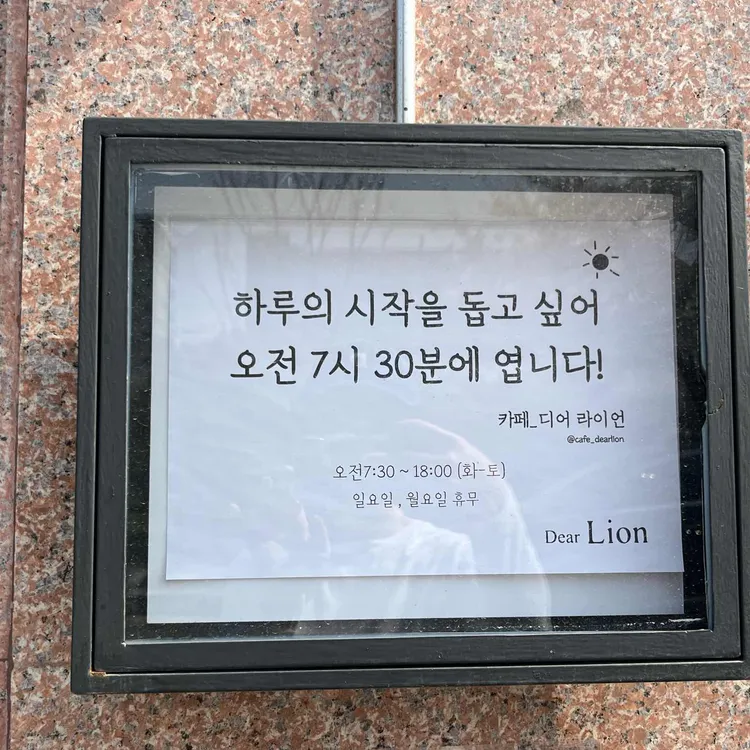 하루의 시작을 돕고 싶어
오전 7시 30분에 엽니다!
카페_디어 라이언
@cafe_dearlion
오전7:30 ~ 18:00 (화-토)
일요일 , 월요일 휴무
Dear Lion